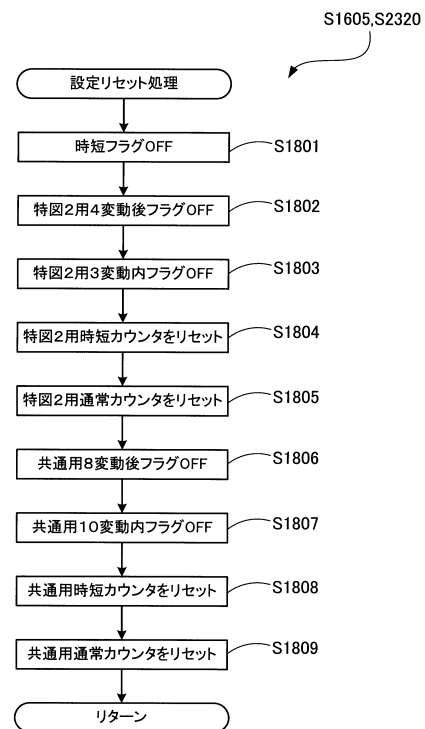 S1605,S2320
設定リセット処理
時短フラグOFF
S1801
特図2用4変動後フラグOFF
S1802
特図2用3変動内フラグOFF
S1803
特図2用時短カウンタをリセット
S1804
特図2用通常カウンタをリセット
S1805
共通用8変動後フラグOFF
S1806
共通用10変動内フラグOFF
S1807
共通用時短カウンタをリセット
S1808
共通用通常カウンタをリセット
S1809
リターン